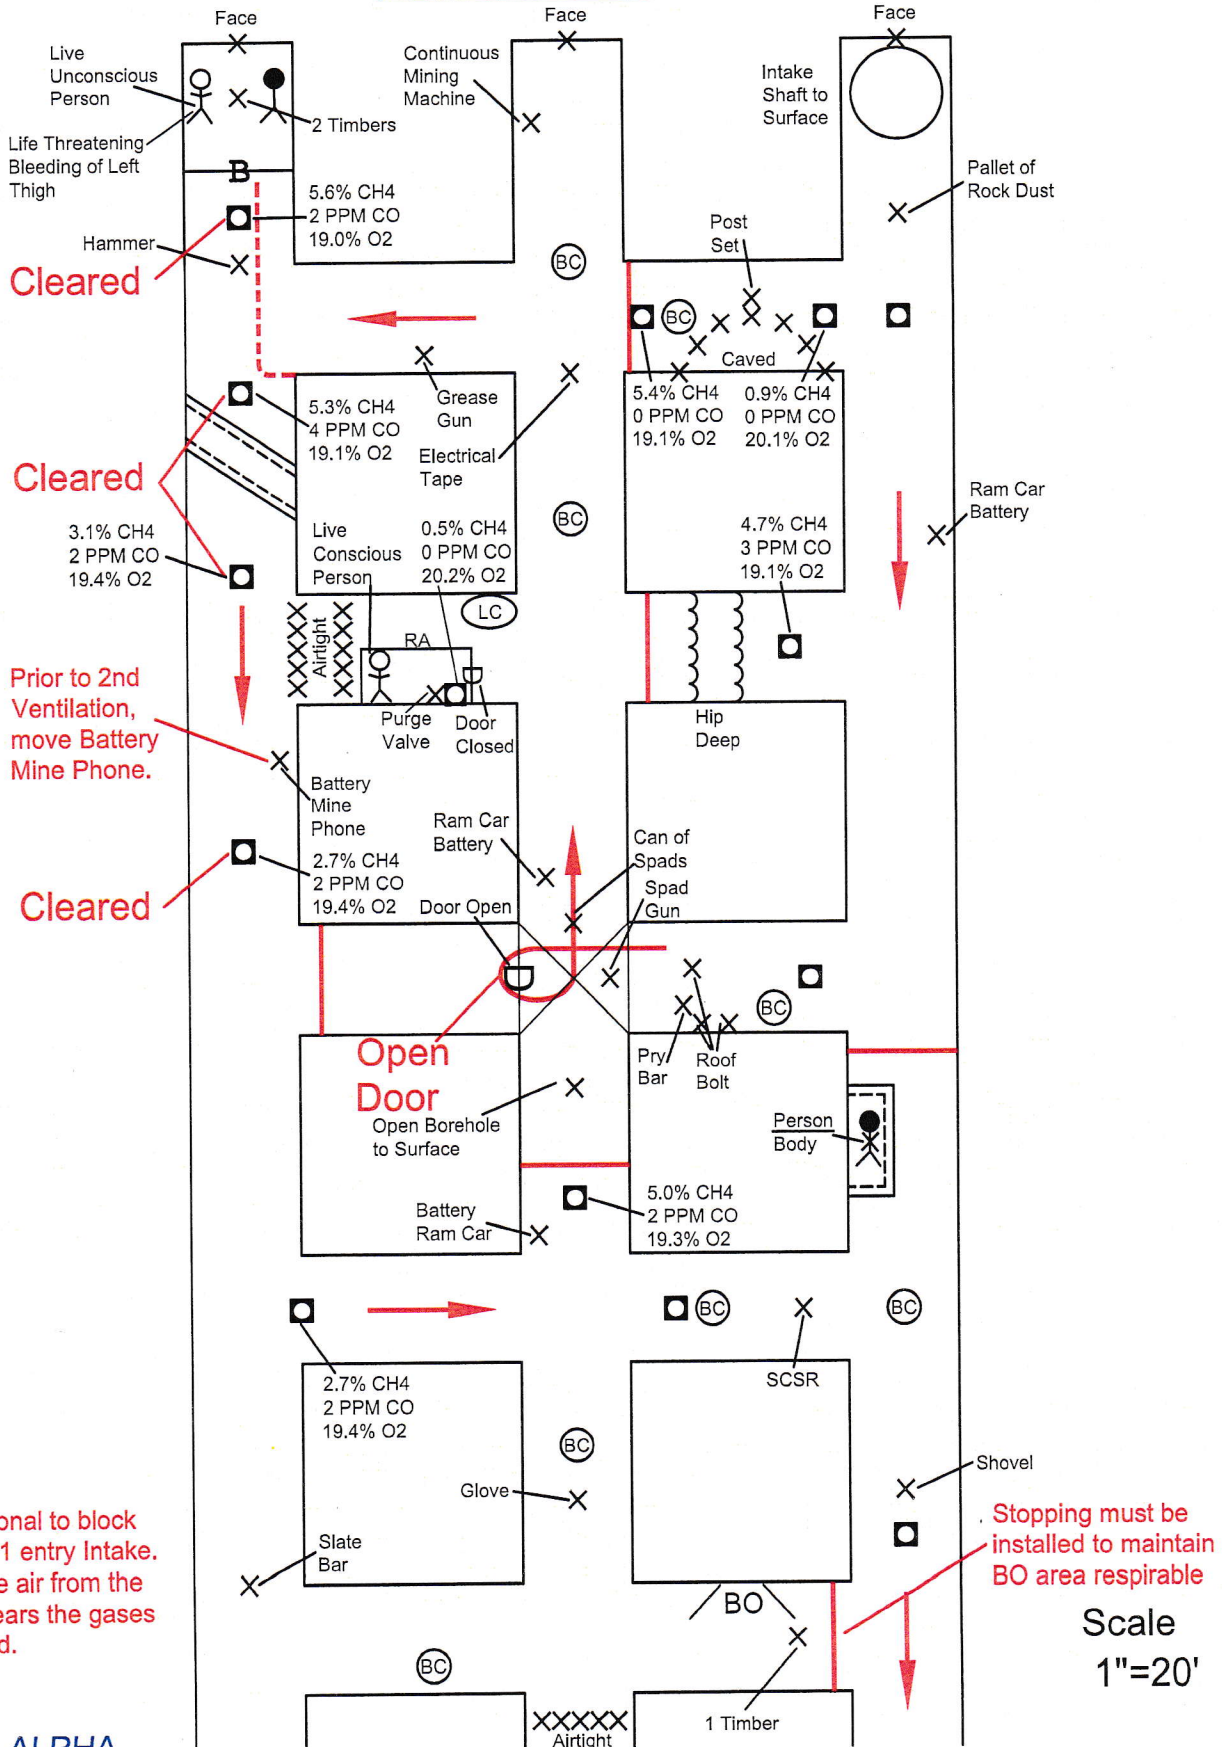 Face
Face
Face
Live
Unconscious
Person
Continuous
Mining
Machine
Intake
Shaft to
Surface
2 Timbers
Life Threatening
Bleeding of Left
Thigh
B
Pallet of
Rock Dust
5.6% CH4
2 PPM CO
19.0% O2
Post
Set
Hammer
Cleared
BC
BC
Caved
Grease
Gun
5.3% CH4
4 PPM CO
19.1% O2
5.4% CH4
0 PPM CO
19.1% O2
0.9% CH4
0 PPM CO
20.1% O2
Electrical
Tape
Cleared
Ram Car
Battery
BC
3.1% CH4
2 PPM CO
19.4% O2
Live
Conscious
Person
0.5% CH4
0 PPM CO
20.2% O2
4.7% CH4
3 PPM CO
19.1% O2
LC
Airtight
RA
Prior to 2nd
Ventilation,
move Battery
Mine Phone.
Purge
Valve
Door
Closed
Hip
Deep
Battery
Mine
Phone
Ram Car
Battery
Can of
Spads
2.7% CH4
2 PPM CO
19.4% O2
Spad
Gun
Door Open
Cleared
BC
Open
Door
Pry
Bar
Roof
Bolt
Open Borehole
to Surface
Person
Body
5.0% CH4
2 PPM CO
19.3% O2
Battery
Ram Car
BC
BC
SCSR
2.7% CH4
2 PPM CO
19.4% O2
BC
Glove
Shovel
Slate
Bar
onal to block
1 entry Intake.
e air from the
ears the gases
d.
Stopping must be
installed to maintain
BO area respirable
BO
Scale
1"=20'
BC
1 Timber
Airtight
ALPHA